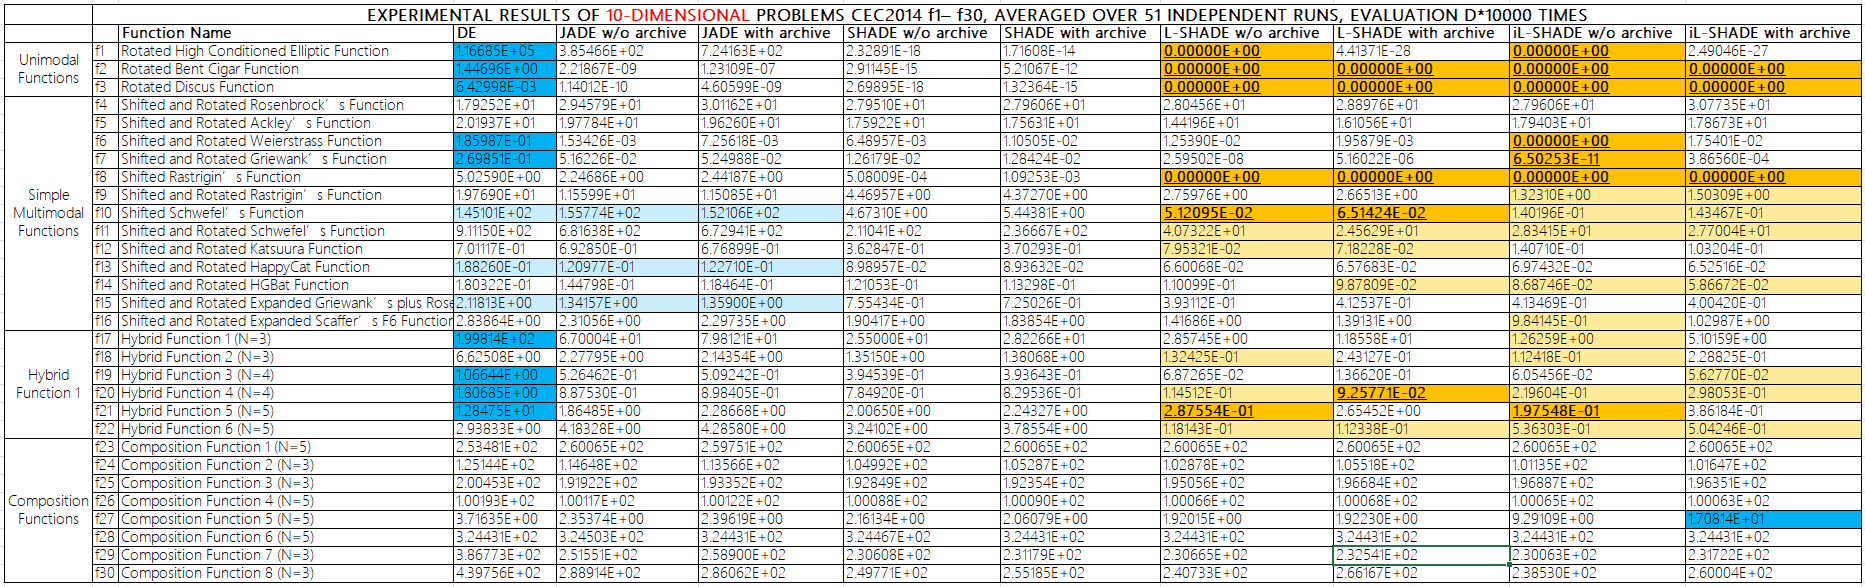 EXPERIMENTAL RESULTS OF 10-DIMENSIONAL PROBLEMS CEC2014 f1– f30, AVERAGED OVER 51 INDEPENDENT RUNS, EVALUATION D*10000 TIMES
Function Name DE JADE w/o archive JADE with archive SHADE w/o archive SHADE with archive L-SHADE w/o archive L-SHADE with archive iL-SHADE w/o archive iL-SHADE with archive
Unimodal Functions
f1 Rotated High Conditioned Elliptic Function 1.16685E+05 3.85466E+02 7.24163E+02 2.32891E-18 1.71608E-14 0.00000E+00 4.41371E-28 0.00000E+00 2.49046E-27
f2 Rotated Bent Cigar Function 1.44696E+00 2.21867E-09 1.23109E-07 2.91145E-15 5.21067E-12 0.00000E+00 0.00000E+00 0.00000E+00 0.00000E+00
f3 Rotated Discus Function 6.42998E-03 1.14012E-10 4.60599E-09 2.69895E-18 1.32364E-15 0.00000E+00 0.00000E+00 0.00000E+00 0.00000E+00
Simple Multimodal Functions
f4 Shifted and Rotated Rosenbrock’s Function 1.79252E+01 2.94579E+01 3.01162E+01 2.79510E+01 2.79606E+01 2.80456E+01 2.88976E+01 2.79606E+01 3.07735E+01
f5 Shifted and Rotated Ackley’s Function 2.01937E+01 1.97784E+01 1.96260E+01 1.75922E+01 1.75631E+01 1.44196E+01 1.61056E+01 1.79403E+01 1.78673E+01
f6 Shifted and Rotated Weierstrass Function 1.85987E-01 1.53426E-03 7.25618E-03 6.48957E-03 1.10505E-02 1.25390E-02 1.95879E-03 0.00000E+00 1.75401E-02
f7 Shifted and Rotated Griewank’s Function 2.69851E-01 5.16226E-02 5.24988E-02 1.26179E-02 1.28424E-02 2.59502E-08 5.16022E-06 6.50253E-11 3.86560E-04
f8 Shifted Rastrigin’s Function 5.02590E+00 2.24686E+00 2.44187E+00 5.08009E-04 1.09253E-03 0.00000E+00 0.00000E+00 0.00000E+00 0.00000E+00
f9 Shifted and Rotated Rastrigin’s Function 1.97690E+01 1.15599E+01 1.15085E+01 4.46957E+00 4.37270E+00 2.75976E+00 2.66513E+00 1.32310E+00 1.50309E+00
f10 Shifted Schwefel’s Function 1.45101E+02 1.55774E+02 1.52106E+02 4.67310E+00 5.44381E+00 5.12095E-02 6.51424E-02 1.40196E-01 1.43467E-01
f11 Shifted and Rotated Schwefel’s Function 9.11150E+02 6.81638E+02 6.72941E+02 2.11041E+02 2.36667E+02 4.07322E+01 2.45629E+01 2.83415E+01 2.77004E+01
f12 Shifted and Rotated Katsuura Function 7.01117E-01 6.92850E-01 6.76899E-01 3.62847E-01 3.70293E-01 7.95321E-02 7.18228E-02 1.40710E-01 1.03204E-01
f13 Shifted and Rotated HappyCat Function 1.88260E-01 1.20977E-01 1.22710E-01 8.98957E-02 8.93632E-02 6.60068E-02 6.57683E-02 6.97432E-02 6.52516E-02
f14 Shifted and Rotated HGBat Function 1.80322E-01 1.44798E-01 1.18464E-01 1.21053E-01 1.13298E-01 1.10099E-01 9.87809E-02 8.68746E-02 5.86672E-02
f15 Shifted and Rotated Expanded Griewank’s plus Rose 2.11813E+00 1.34157E+00 1.35900E+00 7.55434E-01 7.25026E-01 3.93112E-01 4.12537E-01 4.13469E-01 4.00420E-01
f16 Shifted and Rotated Expanded Scaffer’s F6 Function 2.83864E+00 2.31056E+00 2.29735E+00 1.90417E+00 1.83854E+00 1.41686E+00 1.39131E+00 9.84145E-01 1.02987E+00
Hybrid Function 1
f17 Hybrid Function 1 (N=3) 1.99814E+02 6.70004E+01 7.98121E+01 2.55000E+01 2.82266E+01 2.85745E+00 1.18558E+01 1.26259E+00 5.10159E+00
f18 Hybrid Function 2 (N=3) 6.62508E+00 2.27795E+00 2.14354E+00 1.35150E+00 1.38068E+00 1.32425E-01 2.43127E-01 1.12418E-01 2.28825E-01
f19 Hybrid Function 3 (N=4) 1.06644E+00 5.26462E-01 5.09242E-01 3.94539E-01 3.93643E-01 6.87265E-02 1.36620E-01 6.05456E-02 5.62770E-02
f20 Hybrid Function 4 (N=4) 1.80685E+00 8.87530E-01 8.98405E-01 7.84920E-01 8.29536E-01 1.14512E-01 9.25771E-02 2.19604E-01 2.98053E-01
f21 Hybrid Function 5 (N=5) 1.28475E+01 1.86485E+00 2.28668E+00 2.00650E+00 2.24327E+00 2.87554E-01 2.65452E+00 1.97548E-01 3.86184E-01
f22 Hybrid Function 6 (N=5) 2.93833E+00 4.18328E+00 4.28580E+00 3.24102E+00 3.78554E+00 1.18143E-01 1.12338E-01 5.36303E-01 5.04246E-01
Composition Functions
f23 Composition Function 1 (N=5) 2.53481E+02 2.60065E+02 2.59751E+02 2.60065E+02 2.60065E+02 2.60065E+02 2.60065E+02 2.60065E+02 2.60065E+02
f24 Composition Function 2 (N=3) 1.25144E+02 1.14648E+02 1.13566E+02 1.04992E+02 1.05287E+02 1.02878E+02 1.05518E+02 1.01135E+02 1.01647E+02
f25 Composition Function 3 (N=3) 2.00453E+02 1.91922E+02 1.93352E+02 1.92849E+02 1.92354E+02 1.95056E+02 1.96684E+02 1.96887E+02 1.96351E+02
f26 Composition Function 4 (N=5) 1.00193E+02 1.00117E+02 1.00122E+02 1.00088E+02 1.00090E+02 1.00066E+02 1.00068E+02 1.00065E+02 1.00063E+02
f27 Composition Function 5 (N=5) 3.71635E+00 2.35374E+00 2.39619E+00 2.16134E+00 2.06079E+00 1.92015E+00 1.92230E+00 9.29109E+00 1.70814E+01
f28 Composition Function 6 (N=5) 3.24431E+02 3.24503E+02 3.24431E+02 3.24467E+02 3.24431E+02 3.24431E+02 3.24431E+02 3.24431E+02 3.24431E+02
f29 Composition Function 7 (N=3) 3.86773E+02 2.51551E+02 2.58900E+02 2.30608E+02 2.31179E+02 2.30665E+02 2.32541E+02 2.30063E+02 2.31722E+02
f30 Composition Function 8 (N=3) 4.39756E+02 2.88914E+02 2.86062E+02 2.49771E+02 2.55185E+02 2.40733E+02 2.66167E+02 2.38530E+02 2.60004E+02